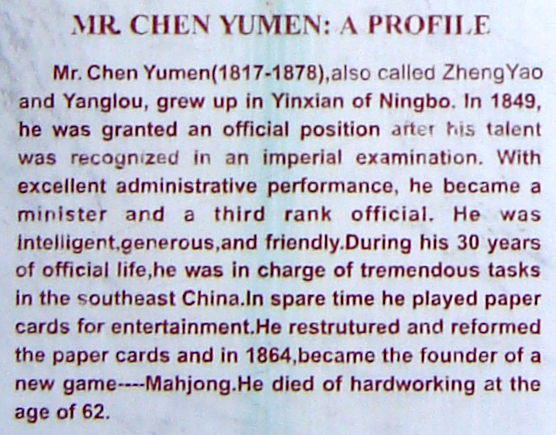 MR. CHEN YUMEN: A PROFILE
Mr. Chen Yumen(1817-1878),also called ZhengYao
and Yanglou, grew up in Yinxian of Ningbo. In 1849,
he was granted an official position after his talent
was recognized in an imperial examination. With
excellent administrative performance, he became a
minister and a third rank official. He was
intelligent,generous,and friendly.During his 30 years
of official life,he was in charge of tremendous tasks
in the southeast China.In spare time he played paper
cards for entertainment.He restrutured and reformed
the paper cards and in 1864,became the founder of a
new game----Mahjong.He died of hardworking at the
age of 62.